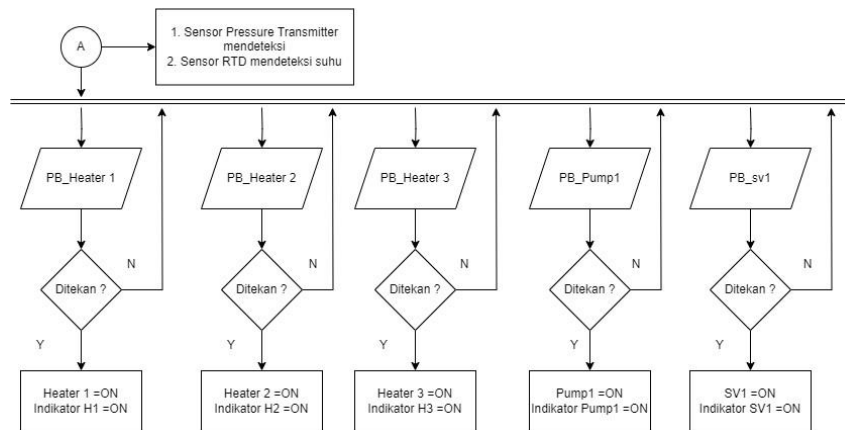 A
1. Sensor Pressure Transmitter
mendeteksi
2. Sensor RTD mendeteksi suhu
PB_Heater 1
PB_Heater 2
PB_Heater 3
PB_Pump1
PB_sv1
N
N
N
N
N
Ditekan ?
Ditekan ?
Ditekan ?
Ditekan ?
Ditekan ?
Y
Y
Y
Y
Y
Heater 1 =ON
Indikator H1 =ON
Heater 2 =ON
Indikator H2 =ON
Heater 3 =ON
Indikator H3 =ON
Pump1 =ON
Indikator Pump1 =ON
SV1 =ON
Indikator SV1 =ON